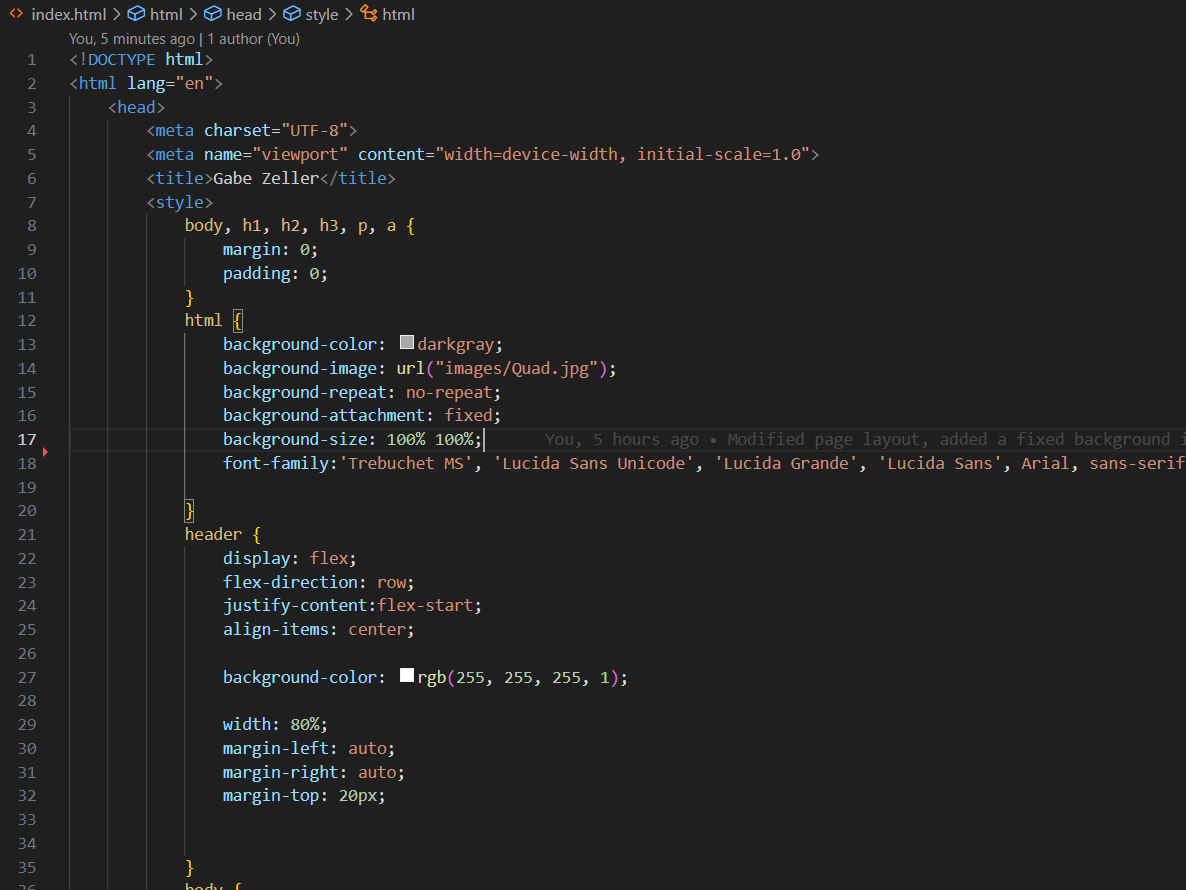 index.html > html > head > style > html
You, 5 minutes ago | 1 author (You)
1 <!DOCTYPE html>
2 <html lang="en">
3 <head>
4 <meta charset="UTF-8">
5 <meta name="viewport" content="width=device-width, initial-scale=1.0">
6 <title>Gabe Zeller</title>
7 <style>
8 body, h1, h2, h3, p, a {
9 margin: 0;
10 padding: 0;
11 }
12 html {
13 background-color: darkgray;
14 background-image: url("images/Quad.jpg");
15 background-repeat: no-repeat;
16 background-attachment: fixed;
17 background-size: 100% 100%; You, 5 hours ago • Modified page layout, added a fixed background
18 font-family:'Trebuchet MS', 'Lucida Sans Unicode', 'Lucida Grande', 'Lucida Sans', Arial, sans-serif
19
20 }
21 header {
22 display: flex;
23 flex-direction: row;
24 justify-content:flex-start;
25 align-items: center;
26
27 background-color: rgb(255, 255, 255, 1);
28
29 width: 80%;
30 margin-left: auto;
31 margin-right: auto;
32 margin-top: 20px;
33
34
35 }
36 body {